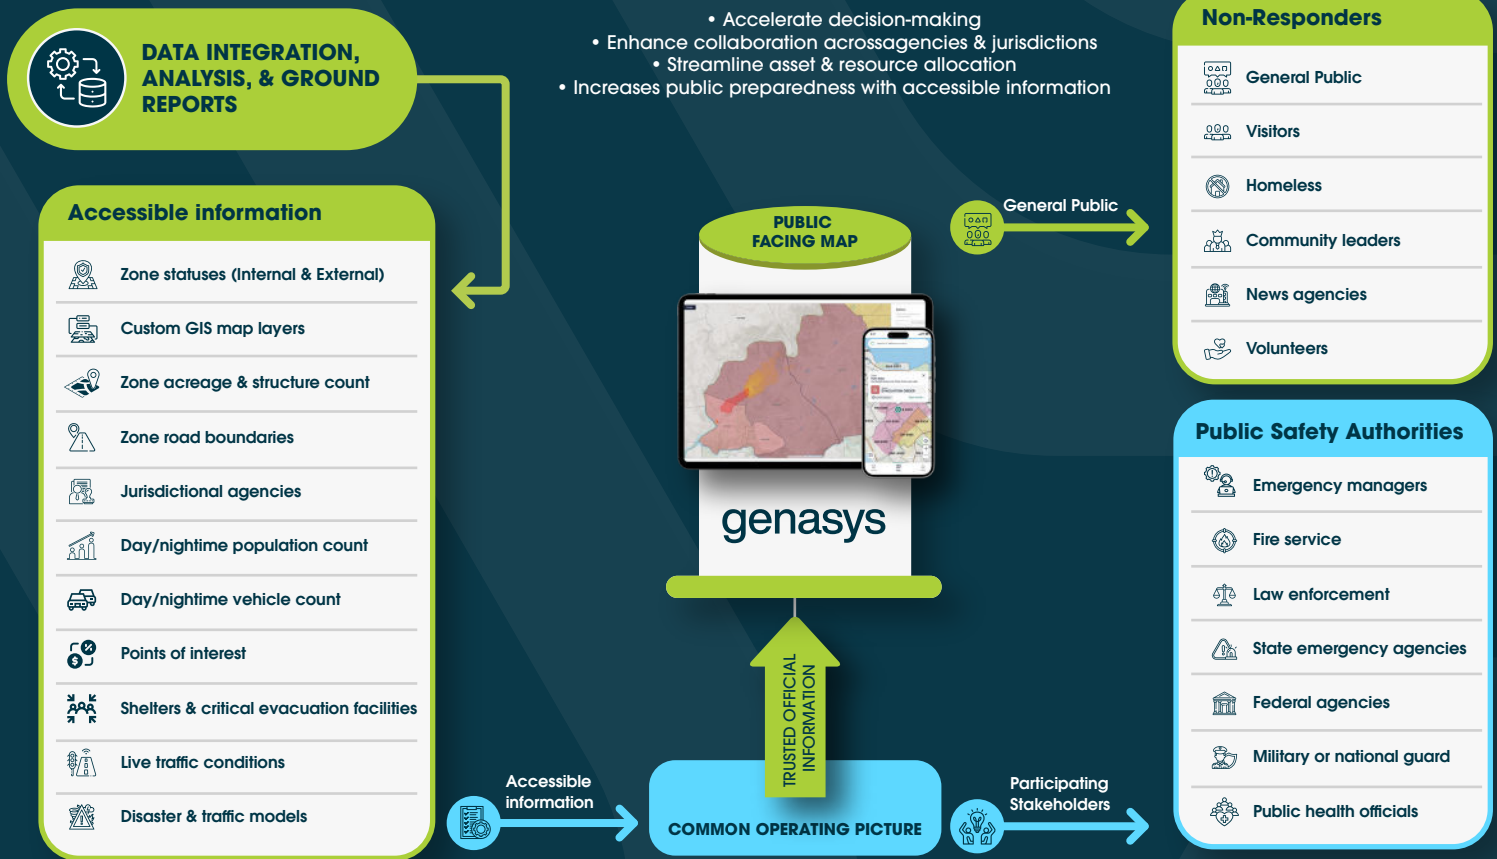 DATA INTEGRATION,
ANALYSIS, & GROUND
REPORTS
• Accelerate decision-making
• Enhance collaboration acrossagencies & jurisdictions
• Streamline asset & resource allocation
• Increases public preparedness with accessible information
Accessible information
Zone statuses (Internal & External)
Custom GIS map layers
Zone acreage & structure count
Zone road boundaries
Jurisdictional agencies
Day/nightime population count
Day/nightime vehicle count
Points of interest
Shelters & critical evacuation facilities
Live traffic conditions
Disaster & traffic models
Accessible
information
PUBLIC
FACING MAP
genasys
TRUSTED OFFICIAL
INFORMATION
COMMON OPERATING PICTURE
General Public
Participating
Stakeholders
Non-Responders
General Public
Visitors
Homeless
Community leaders
News agencies
Volunteers
Public Safety Authorities
Emergency managers
Fire service
Law enforcement
State emergency agencies
Federal agencies
Military or national guard
Public health officials